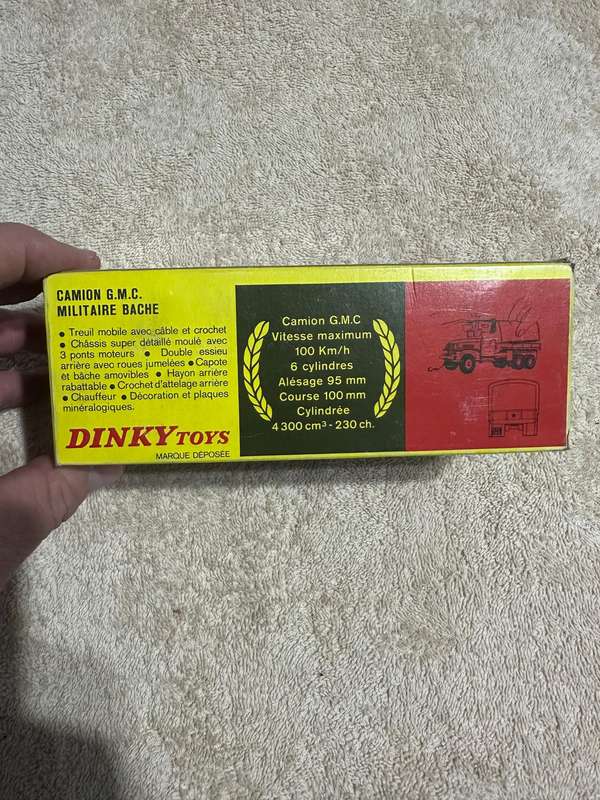 CAMION G.M.C.
MILITAIRE BACHE
● Treuil mobile avec câble et crochet
● Châssis super détaillé moulé avec
3 ponts moteurs ● Double essieu
arrière avec roues jumelées ● Capote
et bâche amovibles ● Hayon arrière
rabattable ● Crochet d'attelage arrière
● Chauffeur ● Décoration et plaques
minéralogiques.
DINKY TOYS
MARQUE DÉPOSÉE
Camion G.M.C
Vitesse maximum
100 Km/h
6 cylindres
Alésage 95 mm
Course 100 mm
Cylindrée
4 300 cm³ - 230 ch.